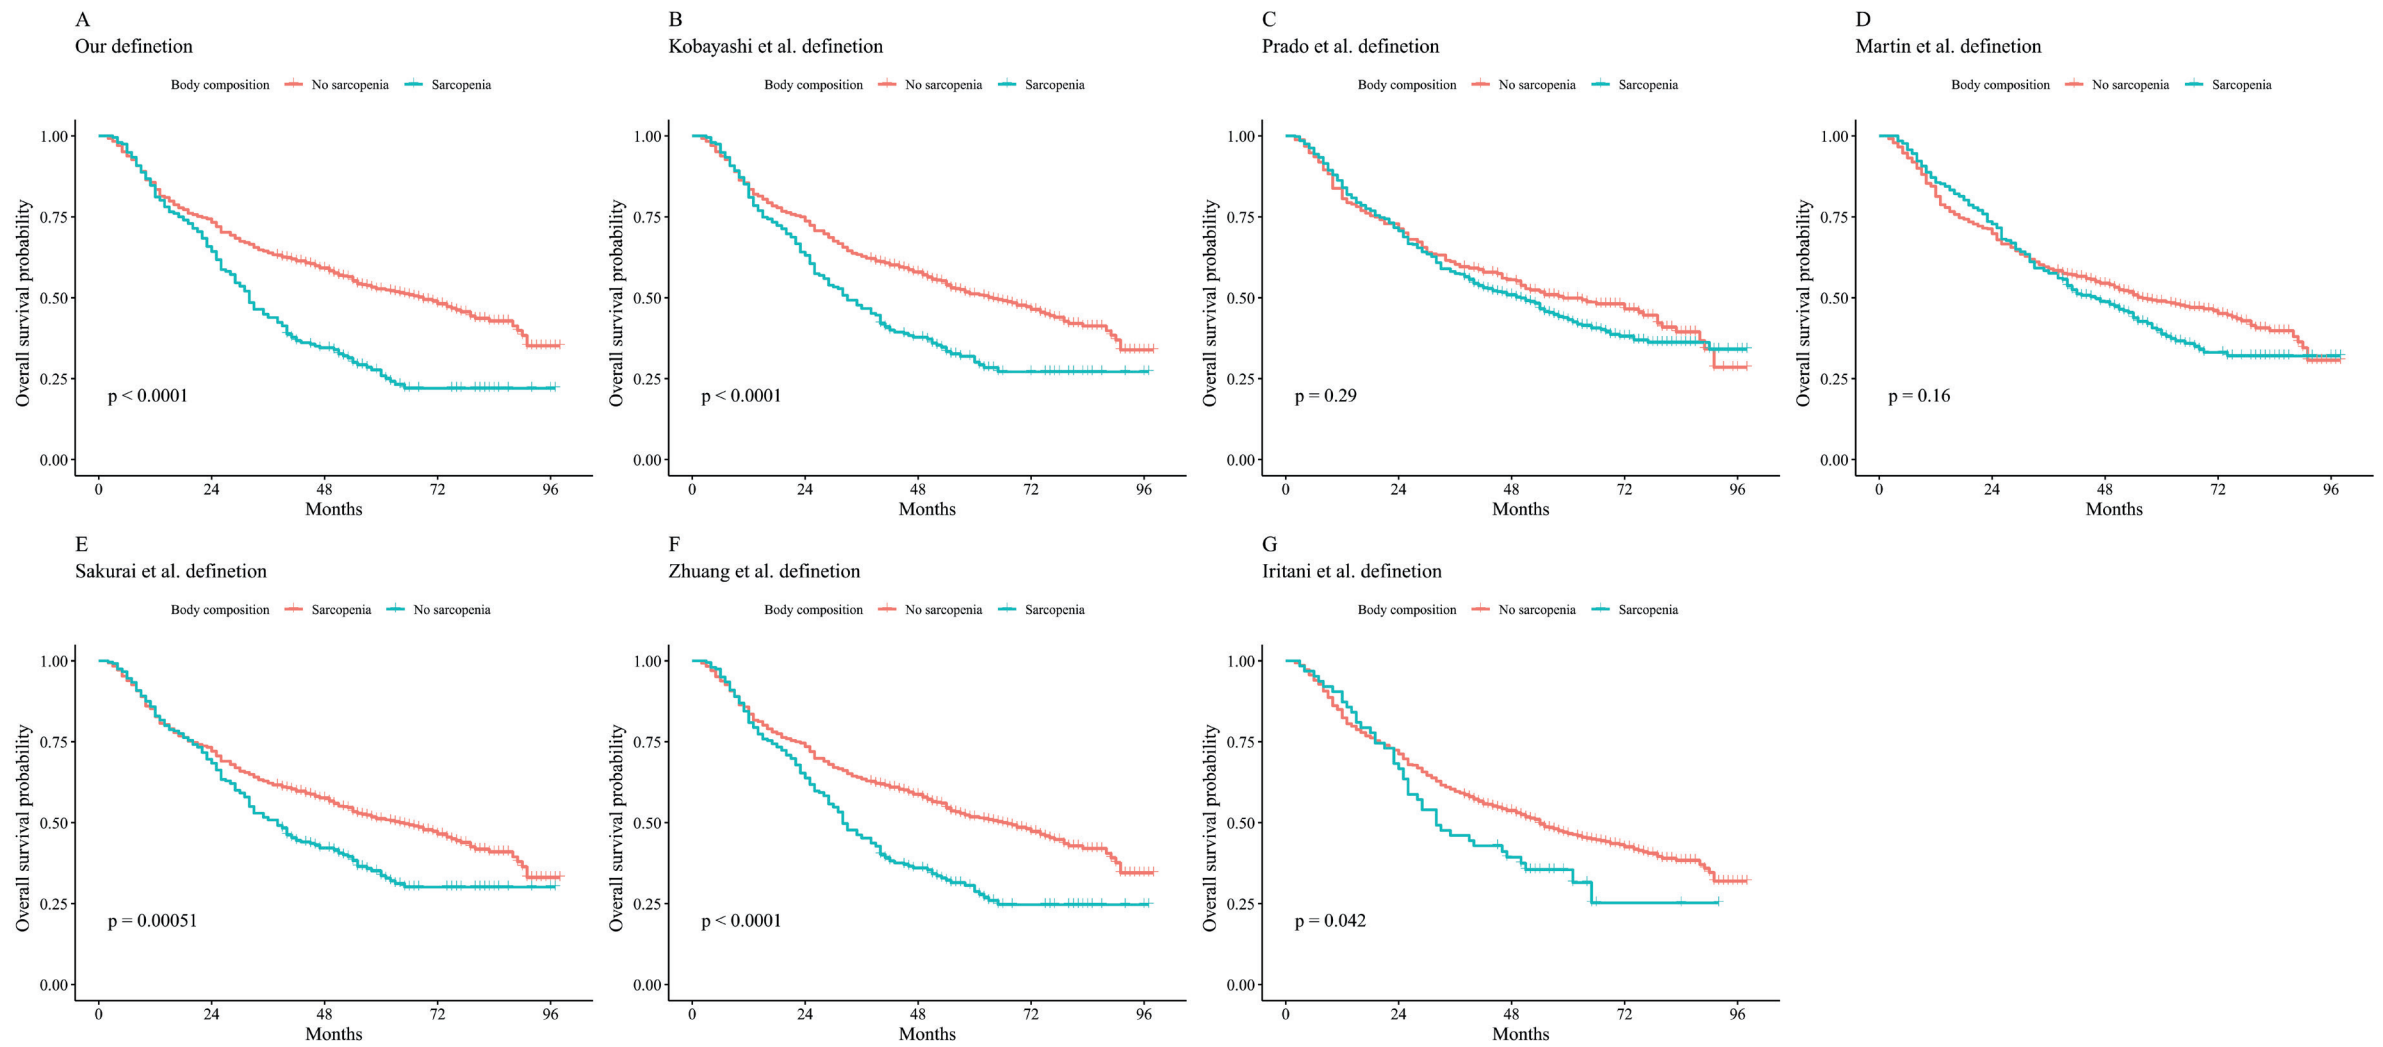 A
Our definetion
Body composition No sarcopenia Sarcopenia
Overall survival probability
1.00
0.75
0.50
0.25
0.00
p < 0.0001
0 24 48 72 96
Months
B
Kobayashi et al. definetion
Body composition No sarcopenia Sarcopenia
Overall survival probability
1.00
0.75
0.50
0.25
0.00
p < 0.0001
0 24 48 72 96
Months
C
Prado et al. definetion
Body composition No sarcopenia Sarcopenia
Overall survival probability
1.00
0.75
0.50
0.25
0.00
p = 0.29
0 24 48 72 96
Months
D
Martin et al. definetion
Body composition No sarcopenia Sarcopenia
Overall survival probability
1.00
0.75
0.50
0.25
0.00
p = 0.16
0 24 48 72 96
Months
E
Sakurai et al. definetion
Body composition Sarcopenia No sarcopenia
Overall survival probability
1.00
0.75
0.50
0.25
0.00
p = 0.00051
0 24 48 72 96
Months
F
Zhuang et al. definetion
Body composition No sarcopenia Sarcopenia
Overall survival probability
1.00
0.75
0.50
0.25
0.00
p < 0.0001
0 24 48 72 96
Months
G
Iritani et al. definetion
Body composition No sarcopenia Sarcopenia
Overall survival probability
1.00
0.75
0.50
0.25
0.00
p = 0.042
0 24 48 72 96
Months